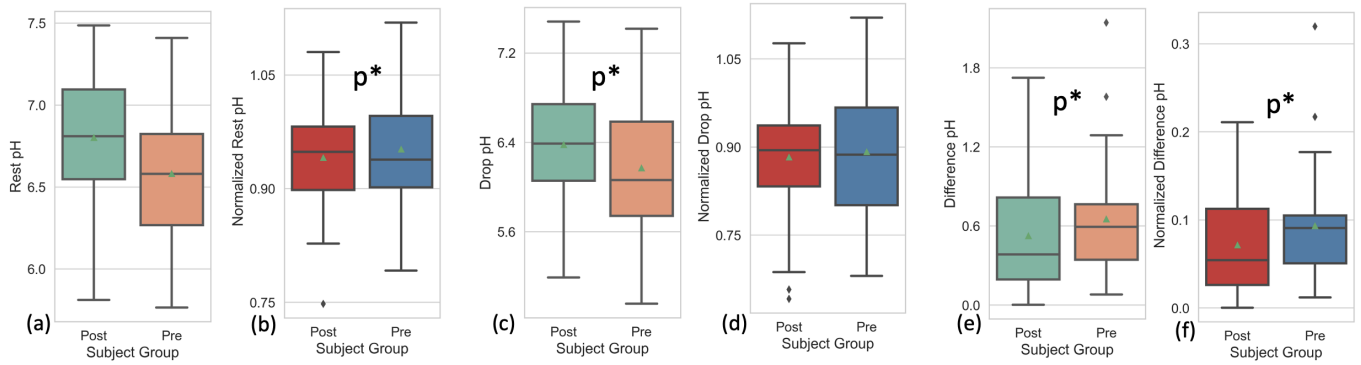 Rest pH
7.5
7.0
6.5
6.0
(a)
Post
Pre
Subject Group
Normalized Rest pH
1.05
0.90
0.75
p*
(b)
Post
Pre
Subject Group
Drop pH
7.2
6.4
5.6
p*
(c)
Post
Pre
Subject Group
Normalized Drop pH
1.05
0.90
0.75
(d)
Post
Pre
Subject Group
Difference pH
1.8
1.2
0.6
0.0
p*
(e)
Post
Pre
Subject Group
Normalized Difference pH
0.3
0.2
0.1
0.0
p*
(f)
Post
Pre
Subject Group